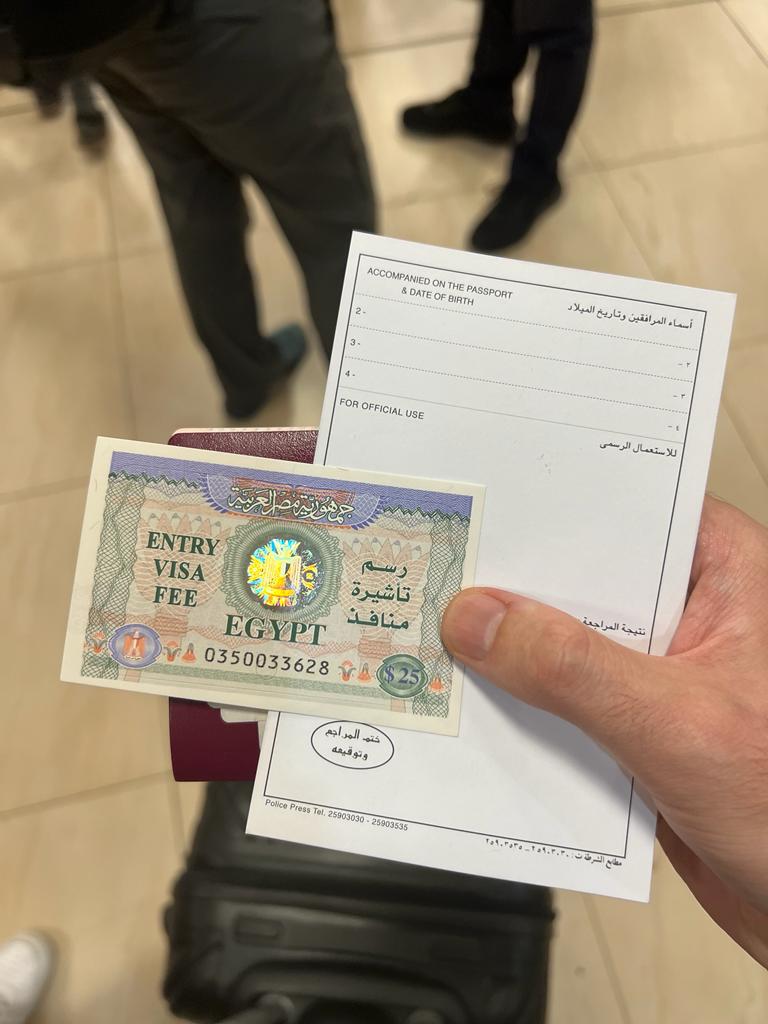 ACCOMPANIED ON THE PASSPORT
& DATE OF BIRTH
أسماء المرافقين وتاريخ الميلاد
2 -
٢ -
3 -
٣ -
4 -
٤ -
FOR OFFICIAL USE
للاستعمال الرسمى
جمهورية مصر العربية
ENTRY
VISA
FEE
رسم
تأشيرة
منافذ
EGYPT
0350033628
$ 25
نتيجة المراجعة
ختم المراجع
وتوقيعه
Police Press Tel. 25903030 - 25903535
مطابع الشرطة ت : ٢٥٩٠٣٠٣٠ ـ ٢٥٩٠٣٥٣٥